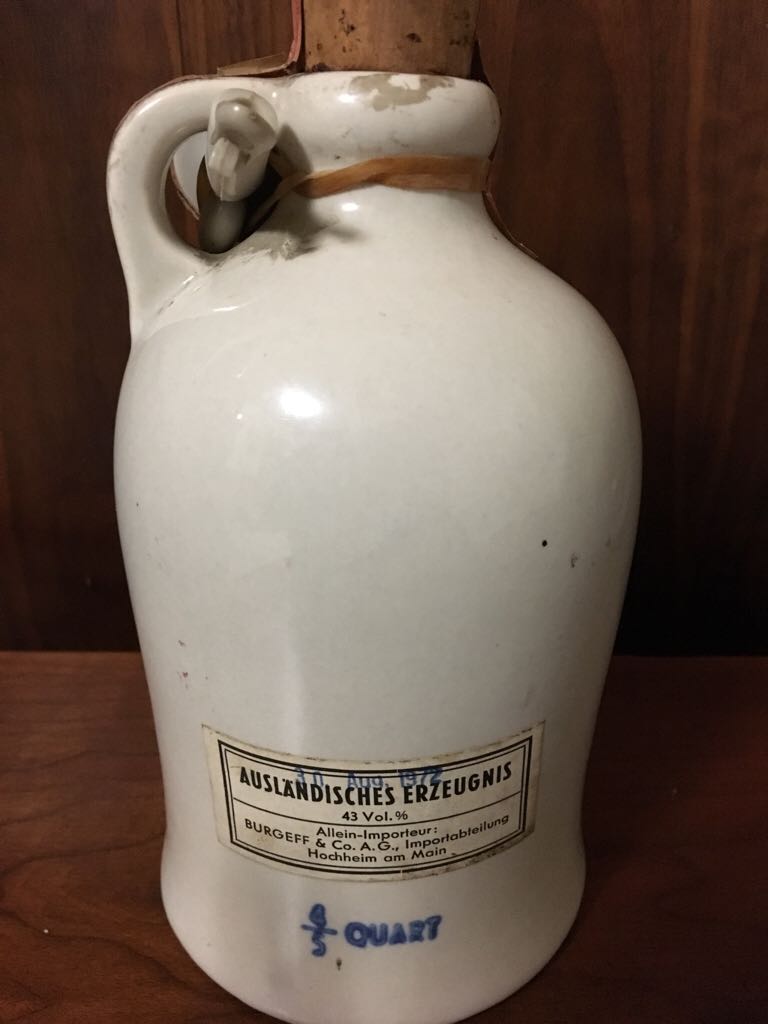 30 Aug. 1972
AUSLÄNDISCHES ERZEUGNIS
43 Vol. %
Allein-Importeur:
BURGEFF & Co. A.G., Importabteilung
Hochheim am Main
4/5 QUART